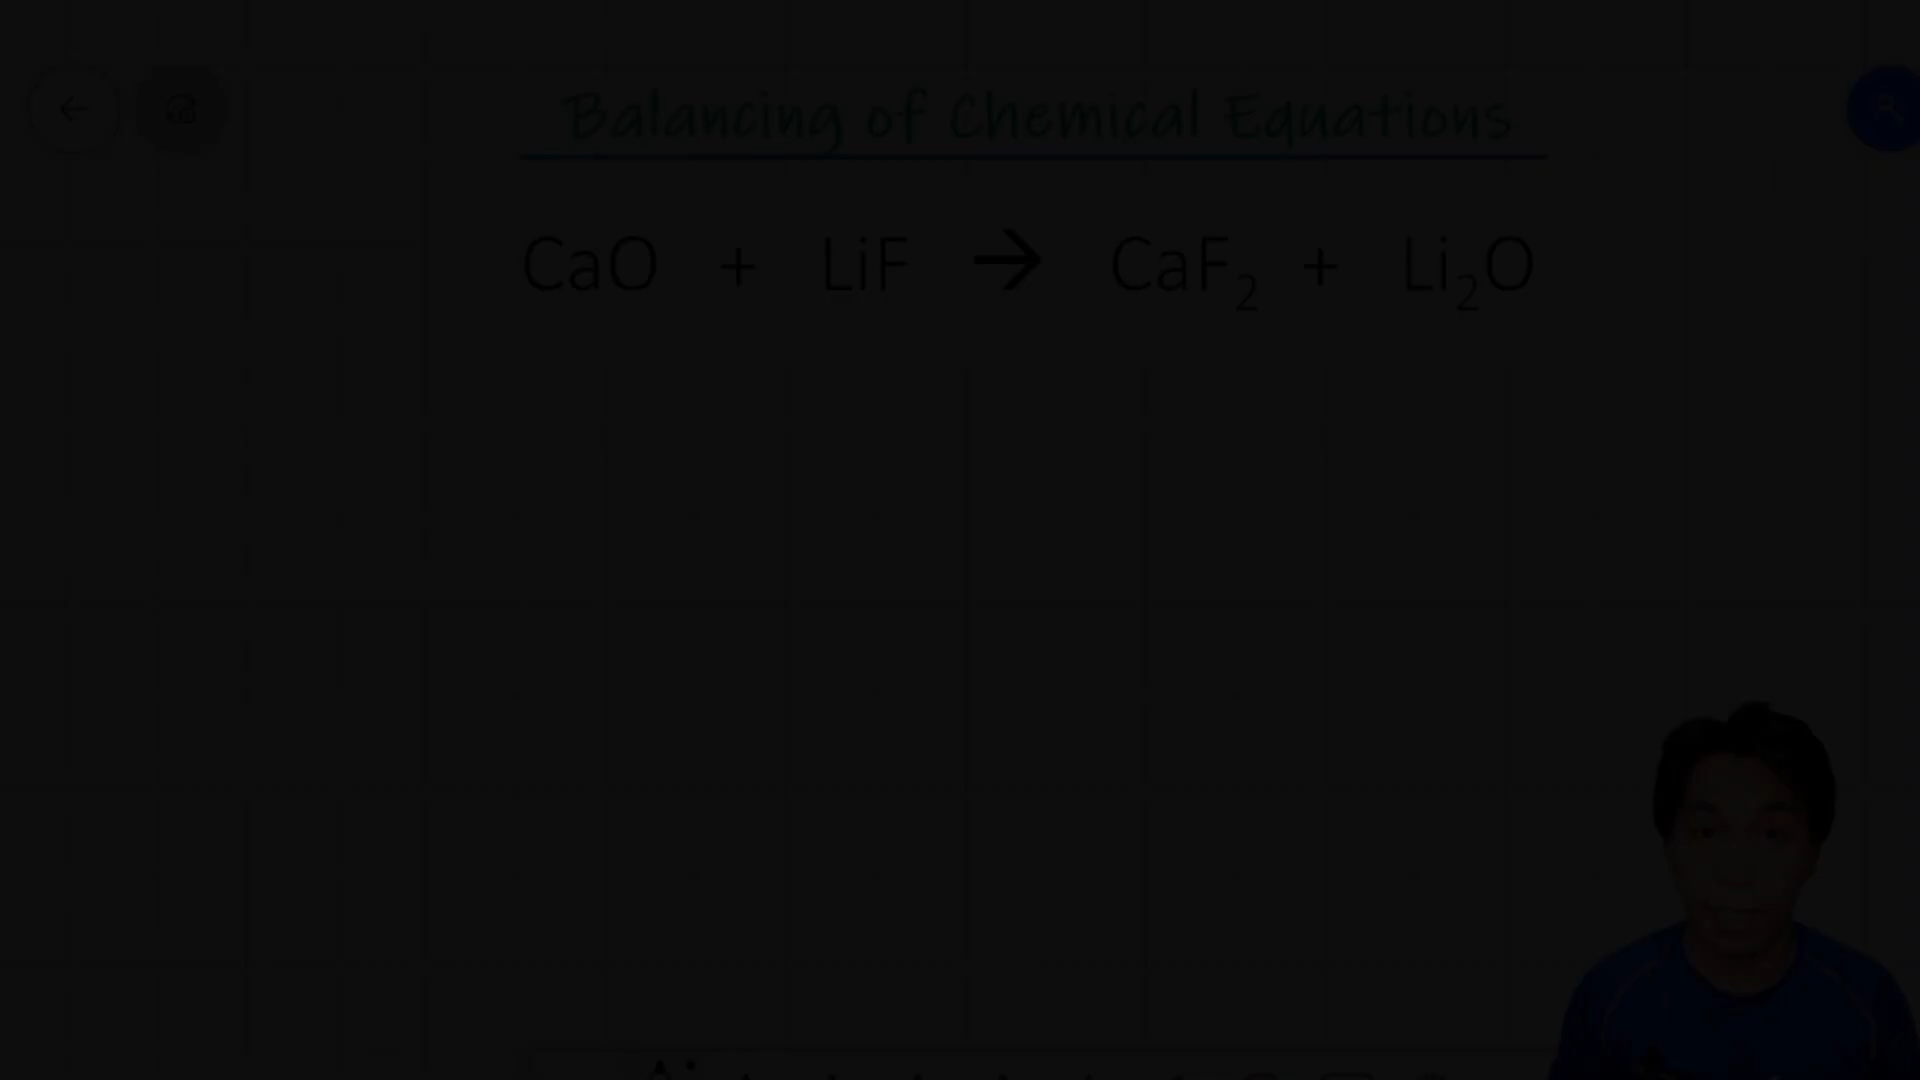 Balancing of Chemical Equations
CaO + LiF → CaF₂ + Li₂O